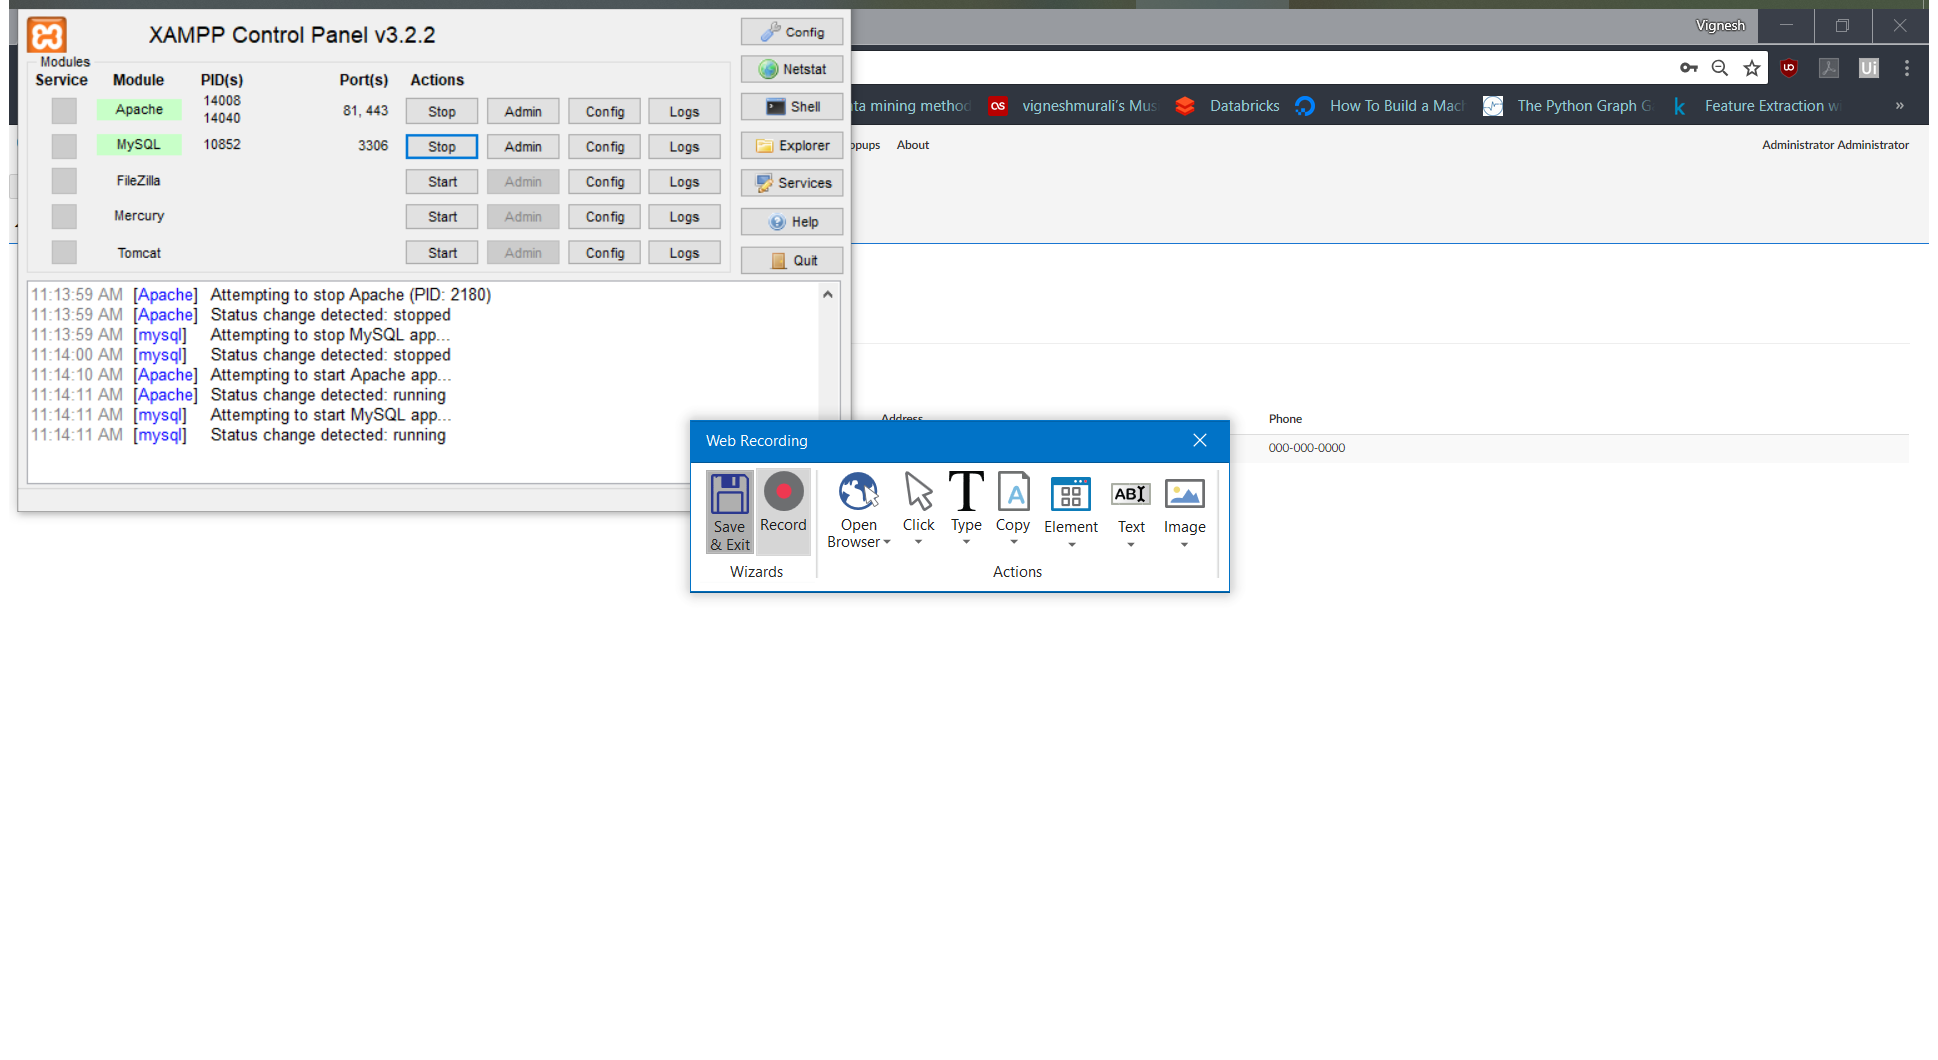 XAMPP Control Panel v3.2.2
Config
Netstat
Shell
Explorer
Services
Help
Quit
Modules
Service Module PID(s) Port(s) Actions
Apache 14008 14040 81, 443 Stop Admin Config Logs
MySQL 10852 3306 Stop Admin Config Logs
FileZilla Start Admin Config Logs
Mercury Start Admin Config Logs
Tomcat Start Admin Config Logs
11:13:59 AM [Apache] Attempting to stop Apache (PID: 2180)
11:13:59 AM [Apache] Status change detected: stopped
11:13:59 AM [mysql] Attempting to stop MySQL app...
11:14:00 AM [mysql] Status change detected: stopped
11:14:10 AM [Apache] Attempting to start Apache app...
11:14:11 AM [Apache] Status change detected: running
11:14:11 AM [mysql] Attempting to start MySQL app...
11:14:11 AM [mysql] Status change detected: running
Vignesh
Ui
ta mining method vigneshmurali's Mus Databricks How To Build a Mach The Python Graph G k Feature Extraction wi »
opups About Administrator Administrator
Address Phone
000-000-0000
Web Recording
Save & Exit
Record
Open Browser
Click
Type
Copy
Element
Text
Image
Wizards Actions